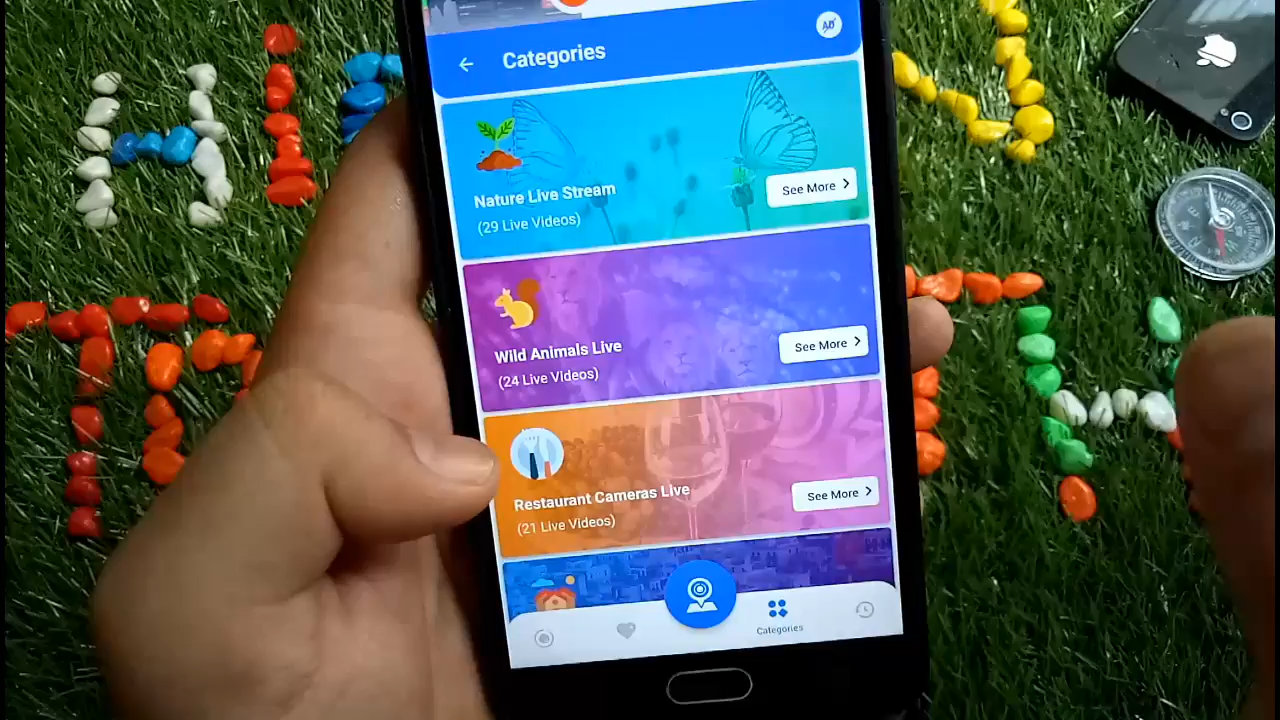 Categories
AD
Nature Live Stream
(29 Live Videos)
See More
Wild Animals Live
(24 Live Videos)
See More
Restaurant Cameras Live
(21 Live Videos)
See More
Categories